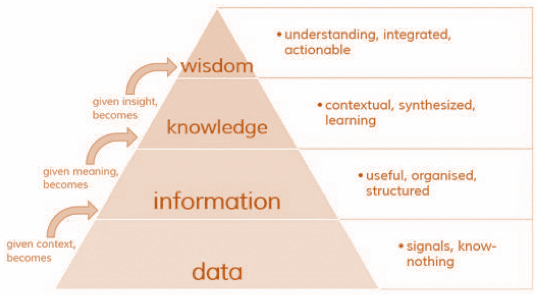 • understanding, integrated,
actionable
wisdom
given insight,
becomes
• contextual, synthesized,
learning
knowledge
given meaning,
becomes
• useful, organised,
structured
information
given context,
becomes
• signals, know-
nothing
data